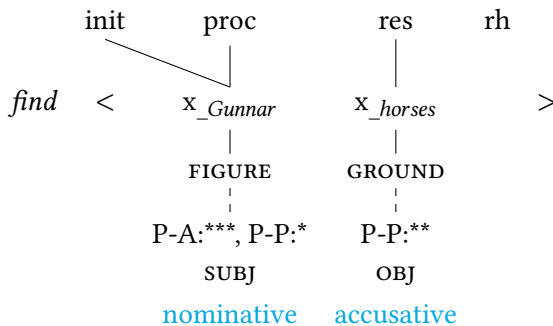 init proc res rh
find < x_Gunnar x_horses >
FIGURE GROUND
P-A:***, P-P:* P-P:**
SUBJ OBJ
nominative accusative